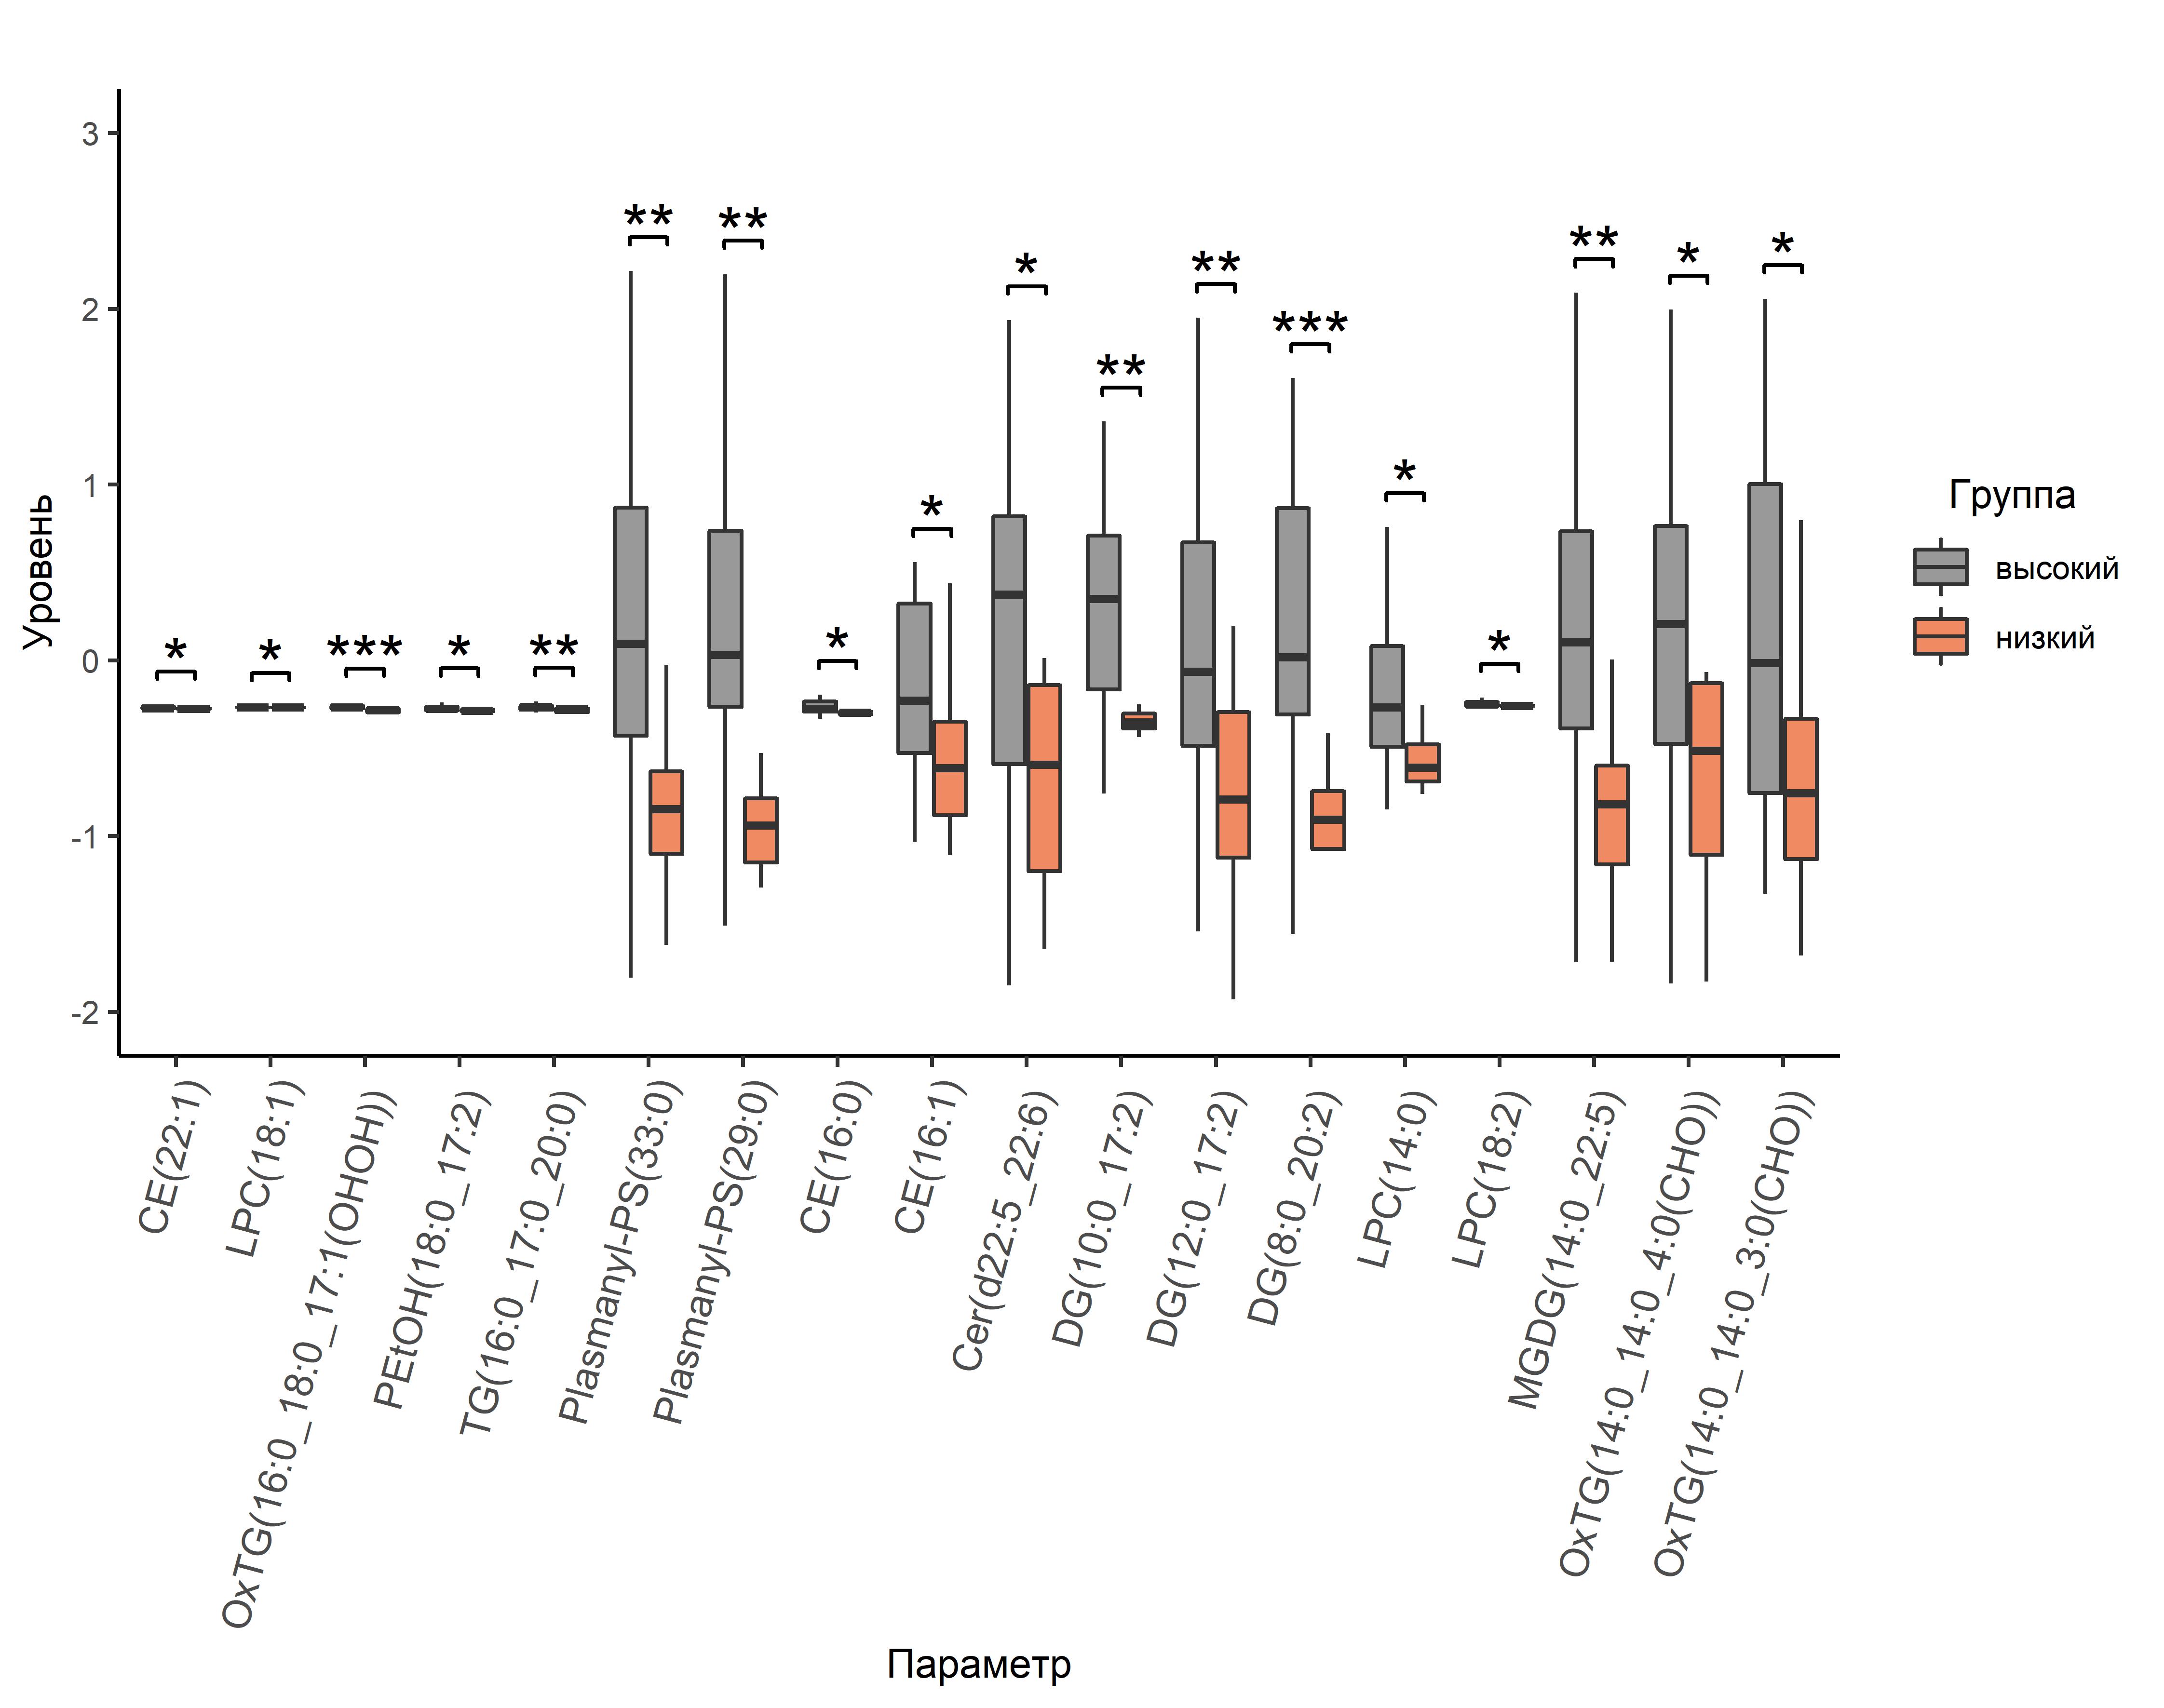 3
2
1
0
-1
-2
Уровень
*
*
***
*
**
**
**
*
*
*
**
**
***
*
*
**
*
*
CE(22:1)
LPC(18:1)
OxTG(16:0_18:0_17:1(OHOH))
PEtOH(18:0_17:2)
TG(16:0_17:0_20:0)
Plasmanyl-PS(33:0)
Plasmanyl-PS(29:0)
CE(16:0)
CE(16:1)
Cer(d22:5_22:6)
DG(10:0_17:2)
DG(12:0_17:2)
DG(8:0_20:2)
LPC(14:0)
LPC(18:2)
MGDG(14:0_22:5)
OxTG(14:0_14:0_4:0(CHO))
OxTG(14:0_14:0_3:0(CHO))
Параметр
Группа
высокий
низкий